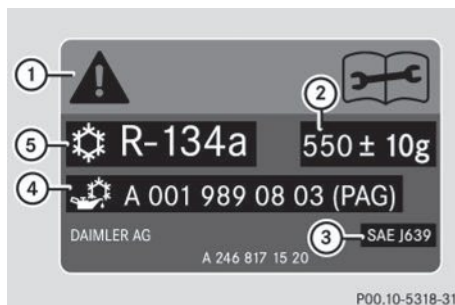 1
2
5 R-134a 550 ± 10g
4 A 001 989 08 03 (PAG)
DAIMLER AG 3 SAE J639
A 246 817 15 20
P00.10-5318-31